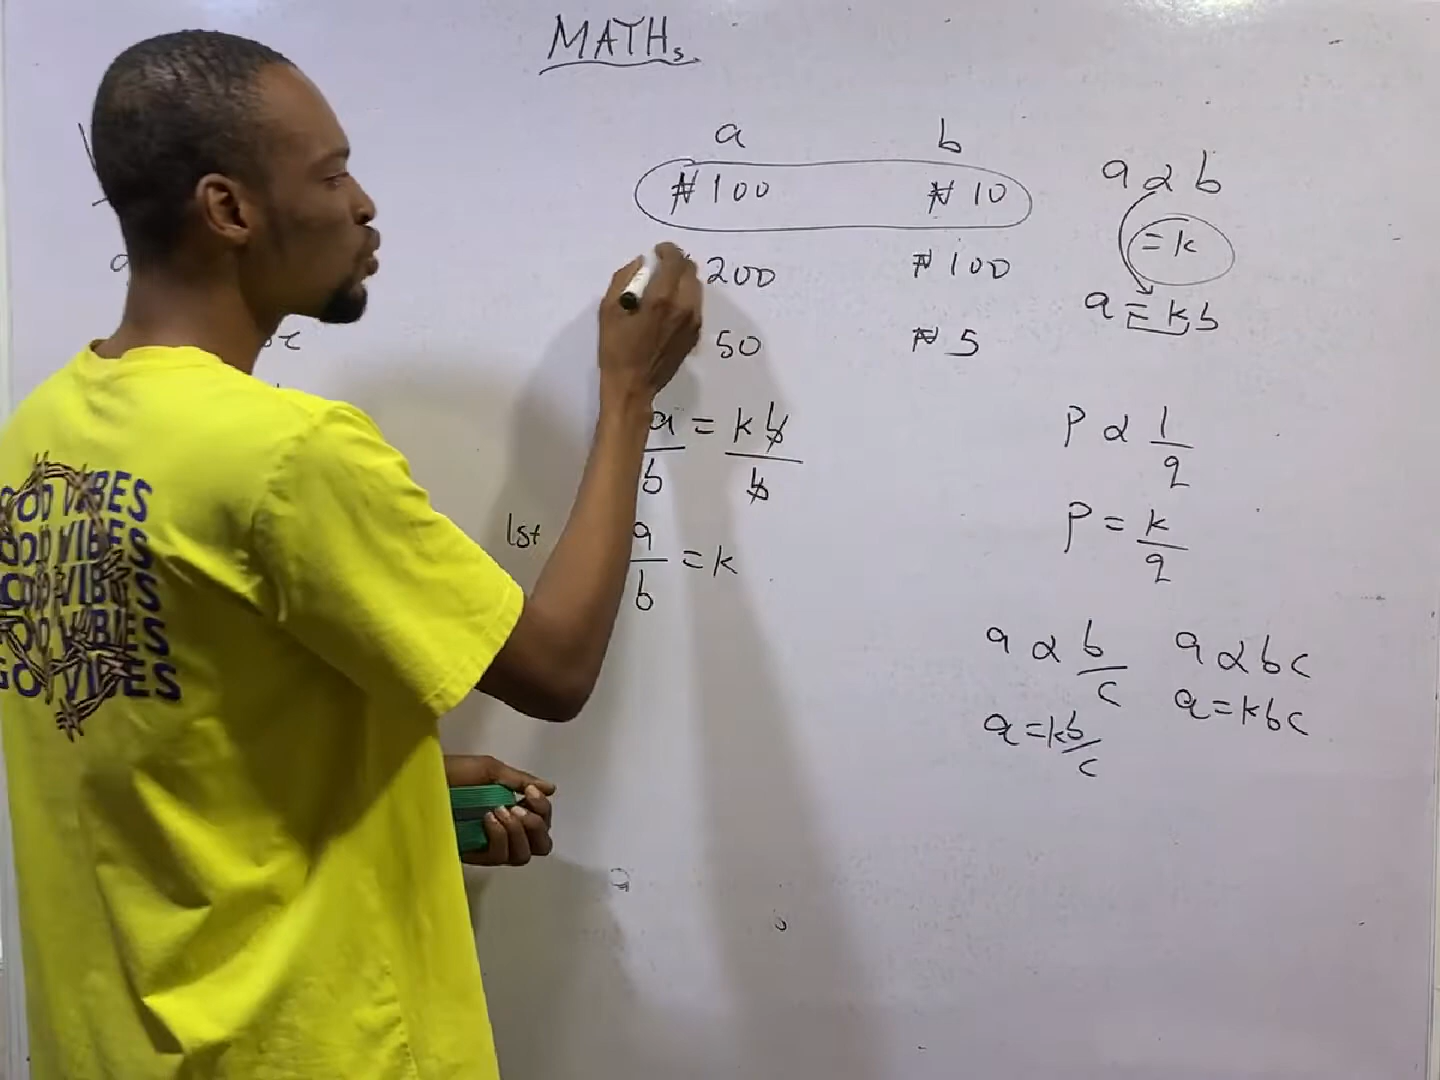 MATHs
a b
₦100 ₦10
200 ₦100
50 ₦5
a/b = kb/b
1st a/b = k
a ∝ b
= k
a = kb
P ∝ 1/q
P = k/q
a ∝ b/c a ∝ bc
a = kb/c a = kbc
GOOD VIBES
GOOD VIBES
GOOD VIBES
GOOD VIBES
GOOD VIBES